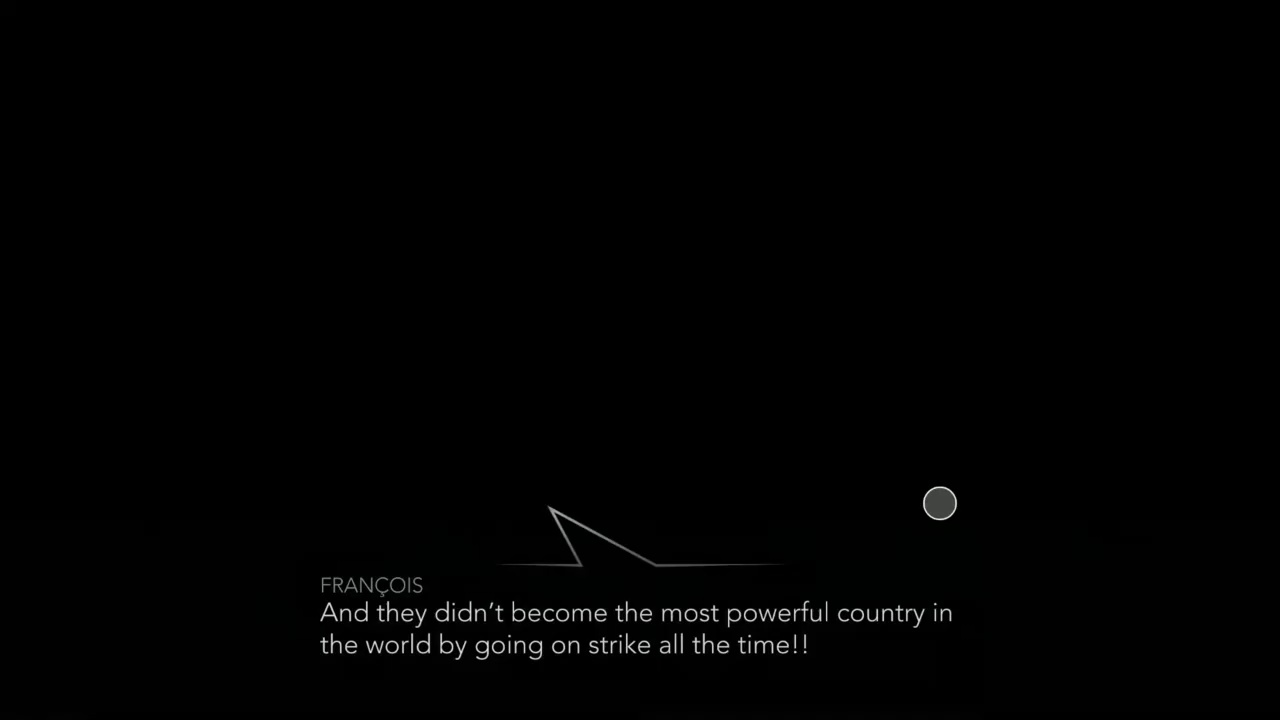 FRANÇOIS
And they didn’t become the most powerful country in
the world by going on strike all the time!!